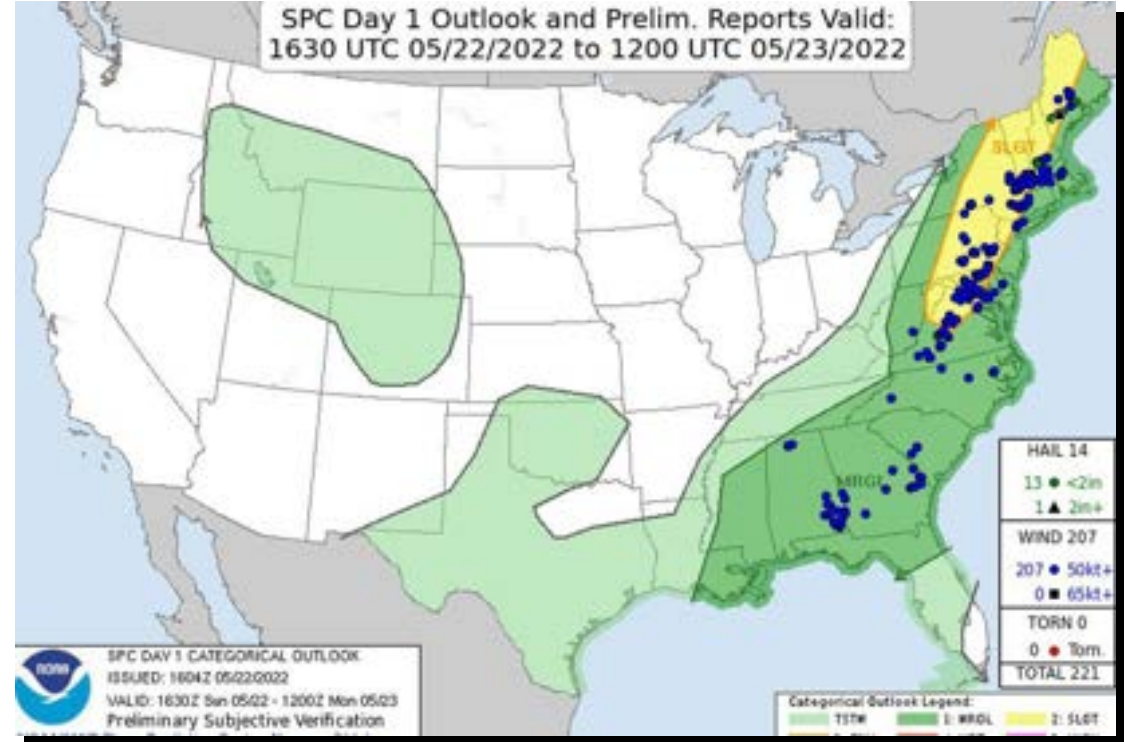 SPC Day 1 Outlook and Prelim. Reports Valid:
1630 UTC 05/22/2022 to 1200 UTC 05/23/2022
SLGT
MRGL
HAIL 14
13 ● <2in
1 ▲ 2in+
WIND 207
207 ● 50kt+
0 ■ 65kt+
TORN 0
0 ● Torn.
TOTAL 221
NOAA
SPC DAY 1 CATEGORICAL OUTLOOK
ISSUED: 1604Z 05/22/2022
VALID: 1630Z Sun 05/22 - 1200Z Mon 05/23
Preliminary Subjective Verification
Categorical Outlook Legend:
TSTM 1: MRGL 2: SLGT